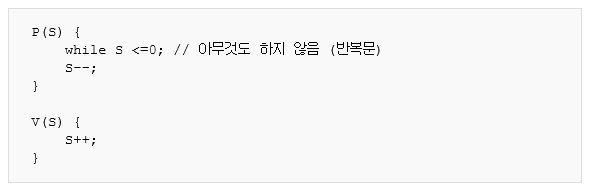 P(S) {
    while S <=0; // 아무것도 하지 않음 (반복문)
    S--;
}

V(S) {
    S++;
}